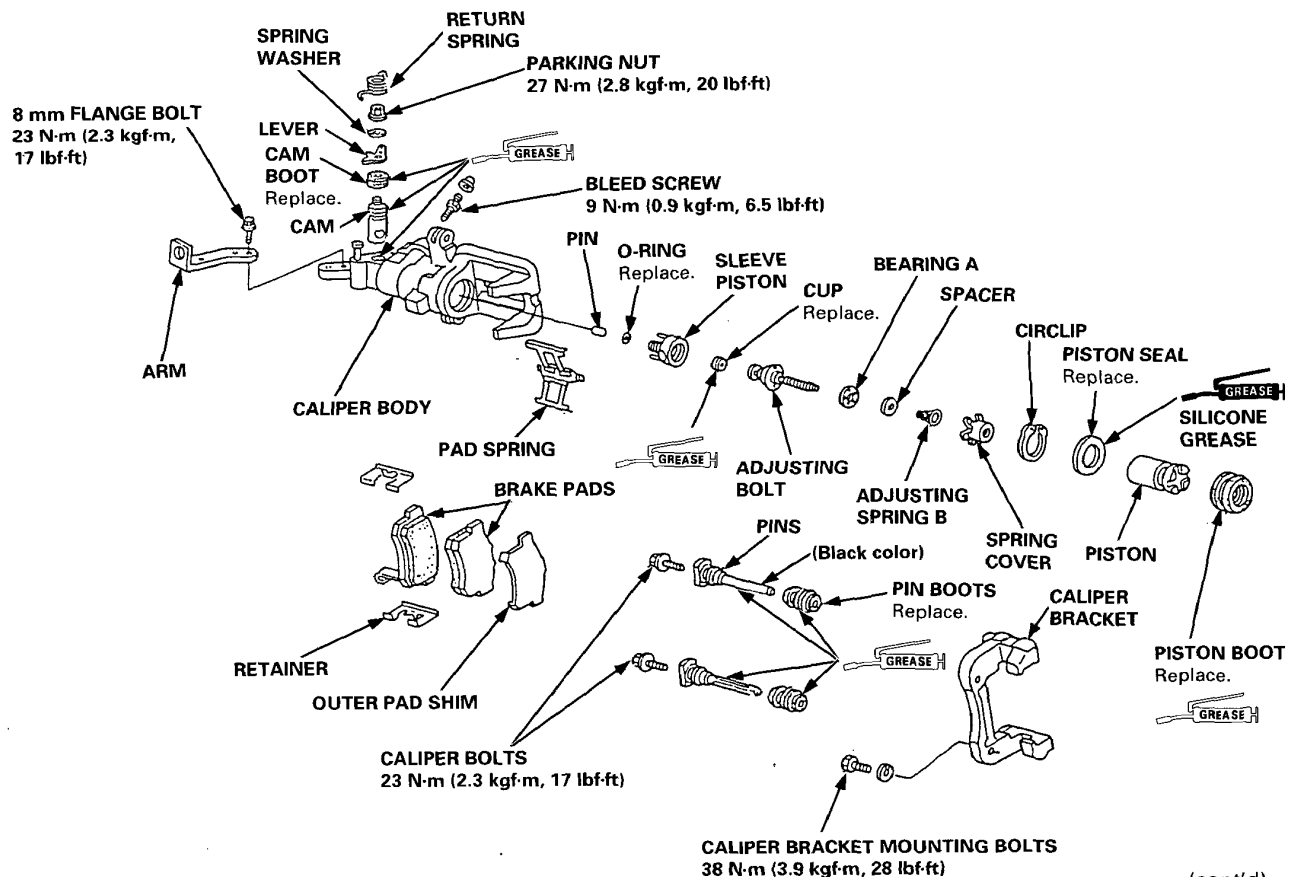 RETURN
SPRING
SPRING
WASHER
PARKING NUT
27 N·m (2.8 kgf·m, 20 lbf·ft)
8 mm FLANGE BOLT
23 N·m (2.3 kgf·m,
17 lbf·ft)
LEVER
CAM
BOOT
Replace.
CAM
GREASE
BLEED SCREW
9 N·m (0.9 kgf·m, 6.5 lbf·ft)
PIN
O-RING
Replace.
SLEEVE
PISTON
CUP
Replace.
BEARING A
SPACER
CIRCLIP
PISTON SEAL
Replace.
GREASE
SILICONE
GREASE
ARM
CALIPER BODY
PAD SPRING
GREASE
ADJUSTING
BOLT
ADJUSTING
SPRING B
SPRING
COVER
PISTON
BRAKE PADS
PINS
(Black color)
PIN BOOTS
Replace.
CALIPER
BRACKET
PISTON BOOT
Replace.
GREASE
RETAINER
OUTER PAD SHIM
GREASE
CALIPER BOLTS
23 N·m (2.3 kgf·m, 17 lbf·ft)
CALIPER BRACKET MOUNTING BOLTS
38 N·m (3.9 kgf·m, 28 lbf·ft)
(cont'd)